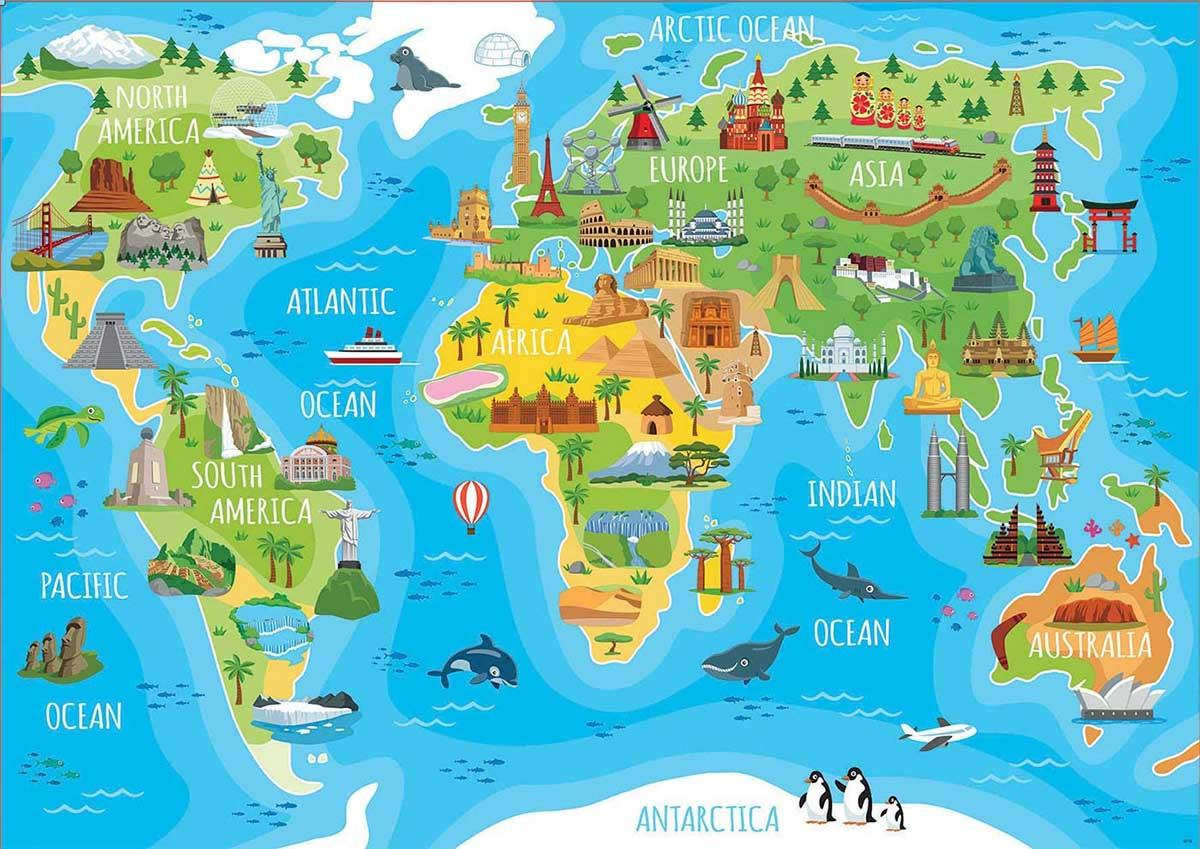 ARCTIC OCEAN
NORTH
AMERICA
EUROPE
ASIA
ATLANTIC
OCEAN
AFRICA
SOUTH
AMERICA
INDIAN
OCEAN
PACIFIC
OCEAN
AUSTRALIA
ANTARCTICA